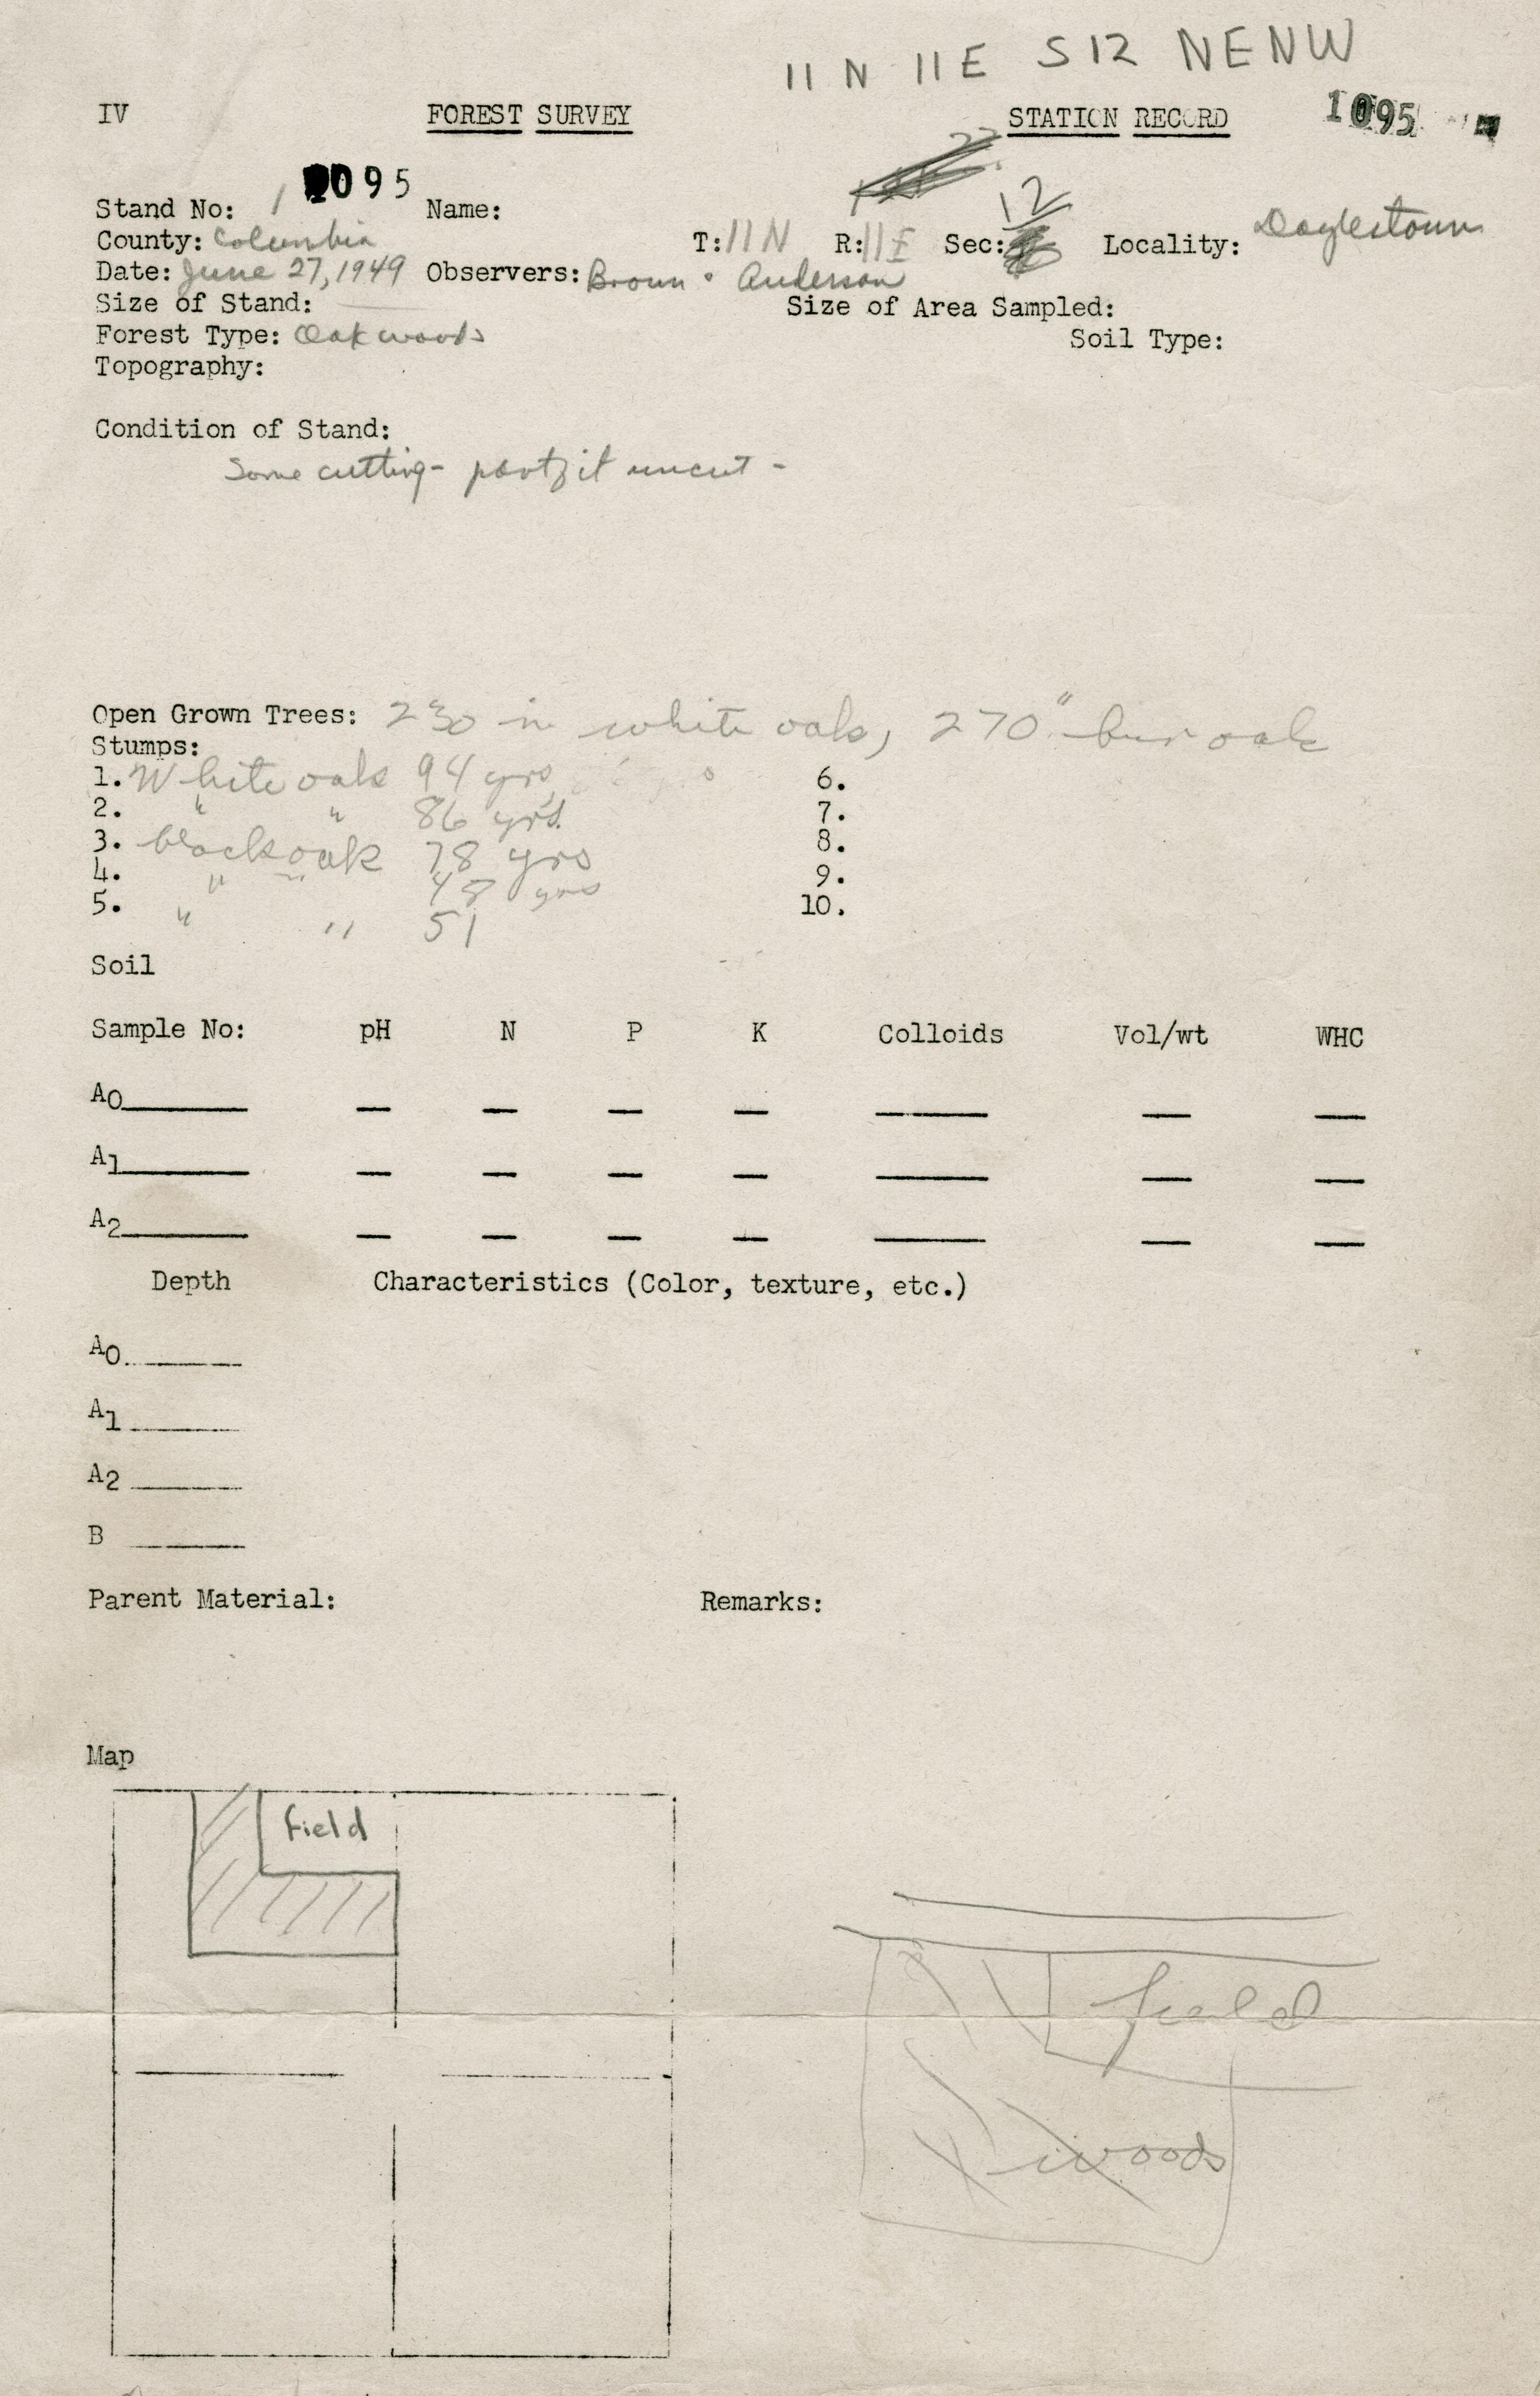 11 N 11 E S 12 NENW
IV FOREST SURVEY STATION RECORD 1095
Stand No: 1095 Name:
County: Columbia T: 11N R: 11E Sec: 12 Locality: Doylestown
Date: June 27, 1949 Observers: Brown & Anderson
Size of Stand: Size of Area Sampled:
Forest Type: Oak woods Soil Type:
Topography:
Condition of Stand:
Some cutting - part of it uncut -
Open Grown Trees: 230 in white oak, 270" bur oak
Stumps:
1. White oak 94 yrs 6.
2. " " 86 yrs. 7.
3. black oak 78 yrs 8.
4. " " 48 yrs 9.
5. " " 51 10.
Soil
Sample No: pH N P K Colloids Vol/wt WHC
A0
A1
A2
Depth Characteristics (Color, texture, etc.)
A0
A1
A2
B
Parent Material: Remarks:
Map
field
field
woods